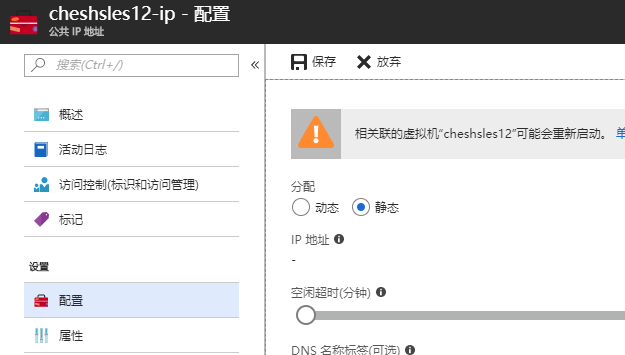 cheshsles12-ip - 配置
公共 IP 地址
搜索(Ctrl+/)
«
保存
放弃
概述
活动日志
访问控制(标识和访问管理)
标记
设置
配置
属性
相关联的虚拟机“cheshsles12”可能会重新启动。 单
分配
动态
静态
IP 地址
-
空闲超时(分钟)
DNS 名称标签(可选)